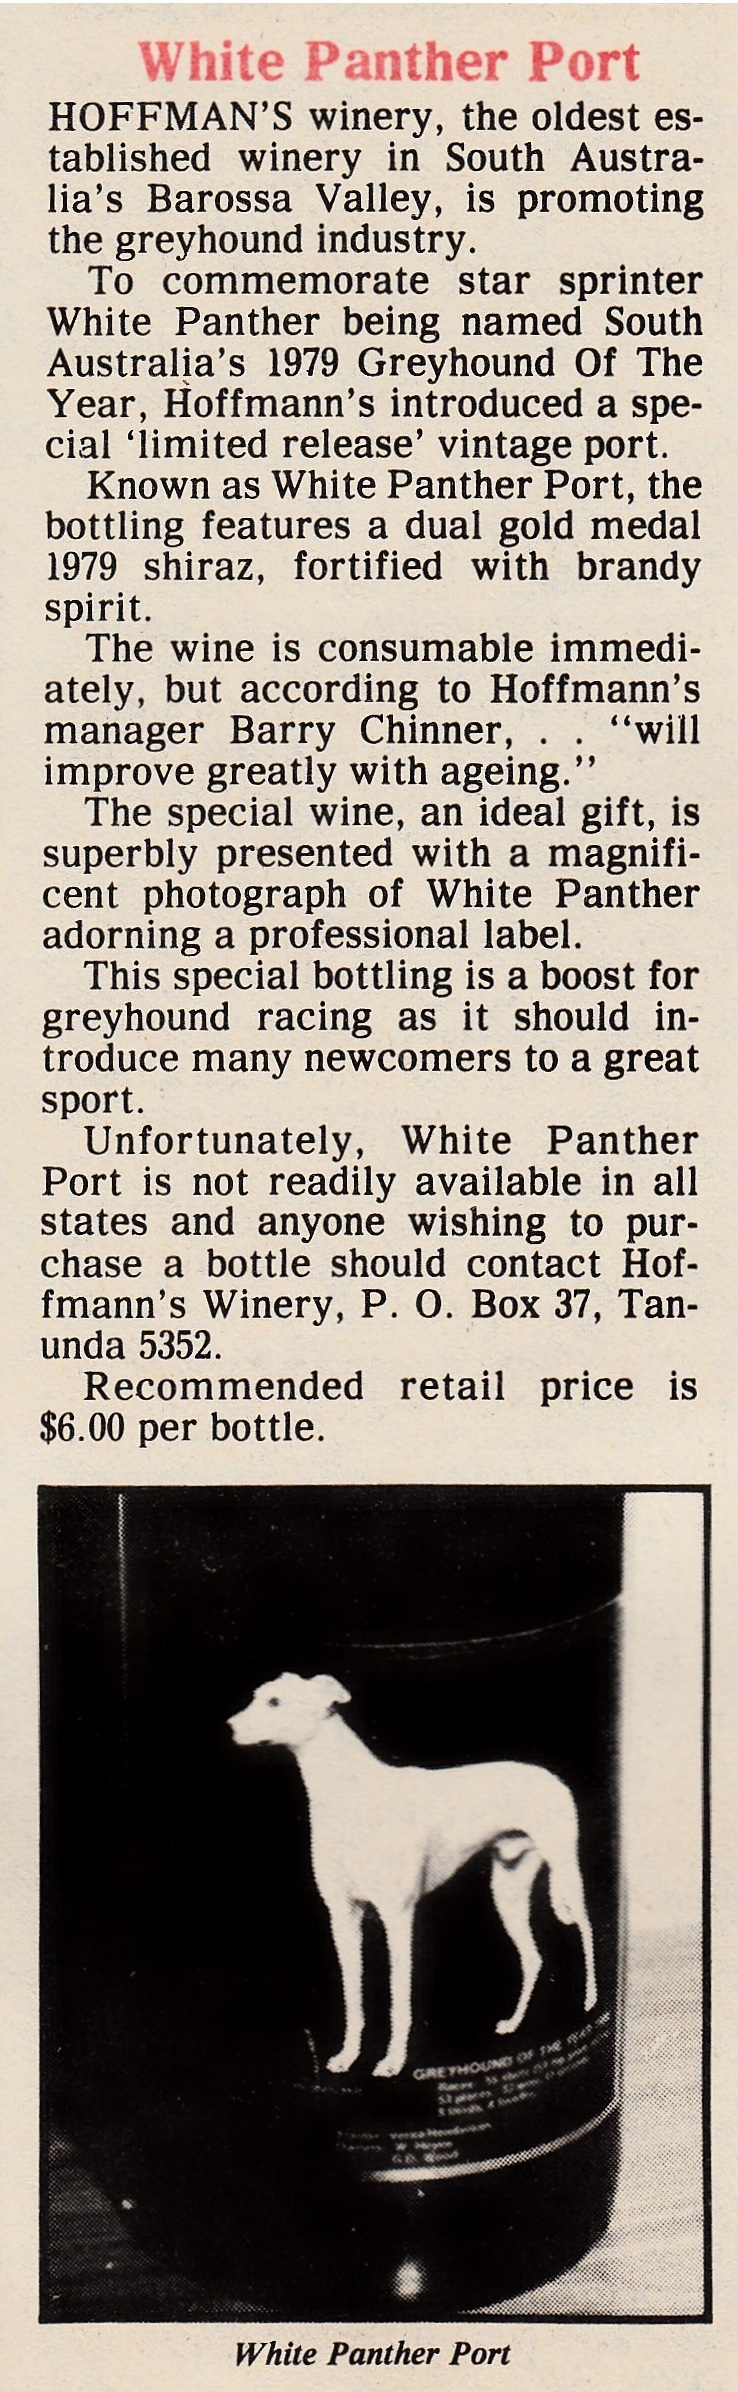 White Panther Port
HOFFMAN'S winery, the oldest es-
tablished winery in South Austra-
lia's Barossa Valley, is promoting
the greyhound industry.
To commemorate star sprinter
White Panther being named South
Australia's 1979 Greyhound Of The
Year, Hoffmann's introduced a spe-
cial 'limited release' vintage port.
Known as White Panther Port, the
bottling features a dual gold medal
1979 shiraz, fortified with brandy
spirit.
The wine is consumable immedi-
ately, but according to Hoffmann's
manager Barry Chinner, . . "will
improve greatly with ageing."
The special wine, an ideal gift, is
superbly presented with a magnifi-
cent photograph of White Panther
adorning a professional label.
This special bottling is a boost for
greyhound racing as it should in-
troduce many newcomers to a great
sport.
Unfortunately, White Panther
Port is not readily available in all
states and anyone wishing to pur-
chase a bottle should contact Hof-
fmann's Winery, P. O. Box 37, Tan-
unda 5352.
Recommended retail price is
$6.00 per bottle.
GREYHOUND OF THE YEAR
White Panther Port